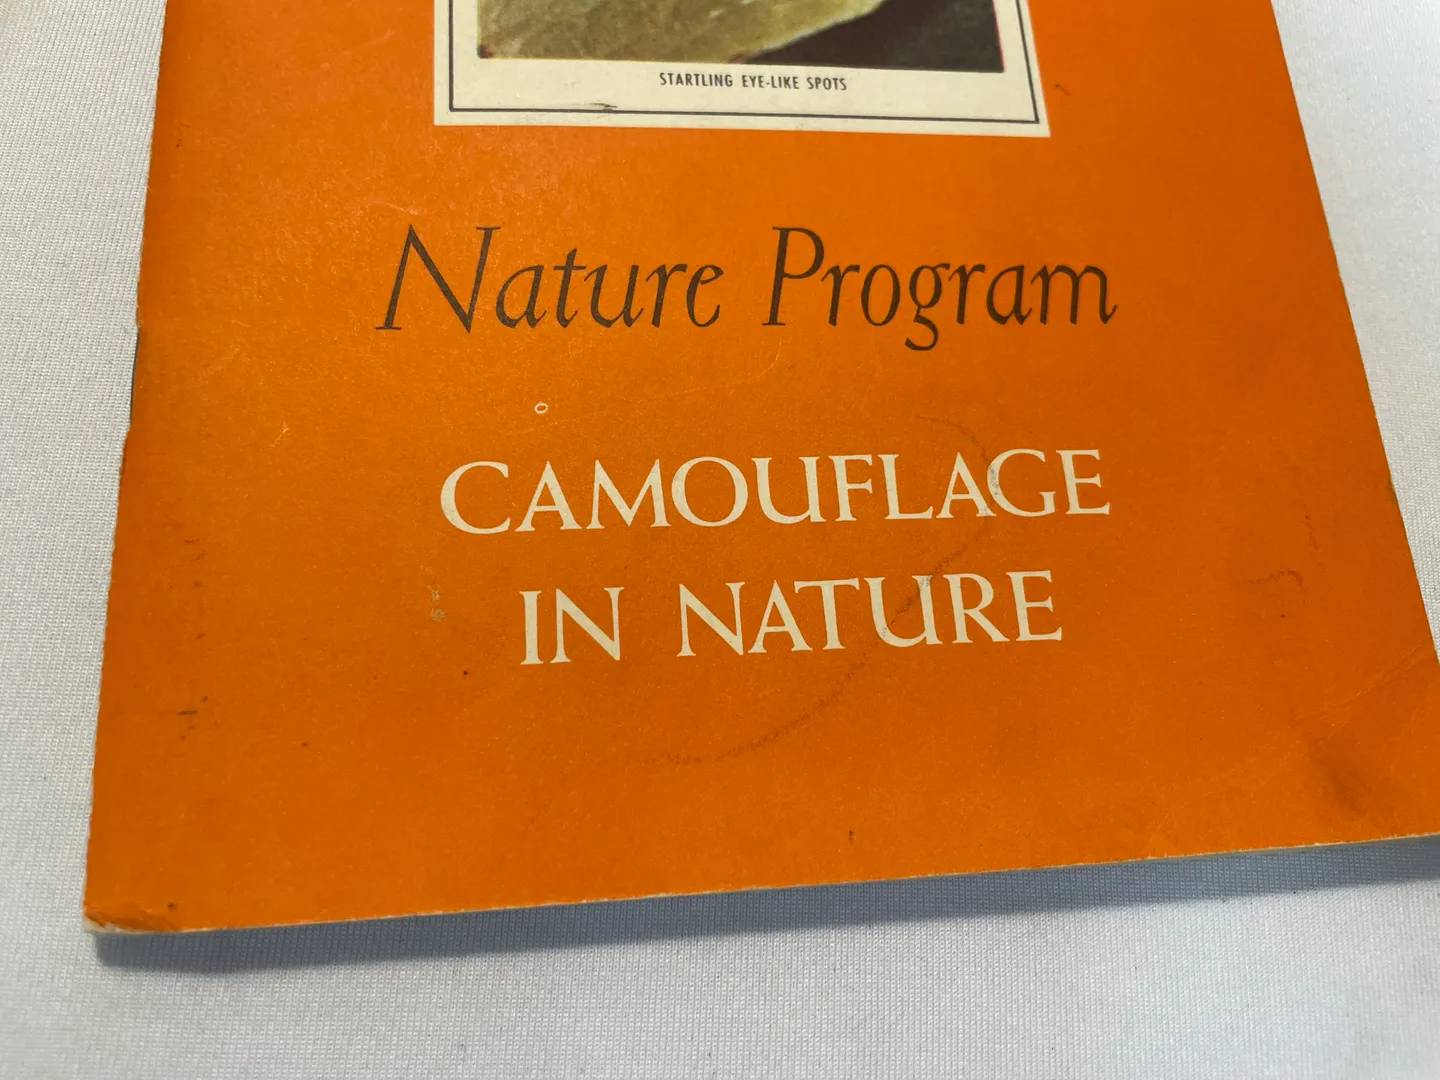 STARTLING EYE-LIKE SPOTS
Nature Program
CAMOUFLAGE
IN NATURE